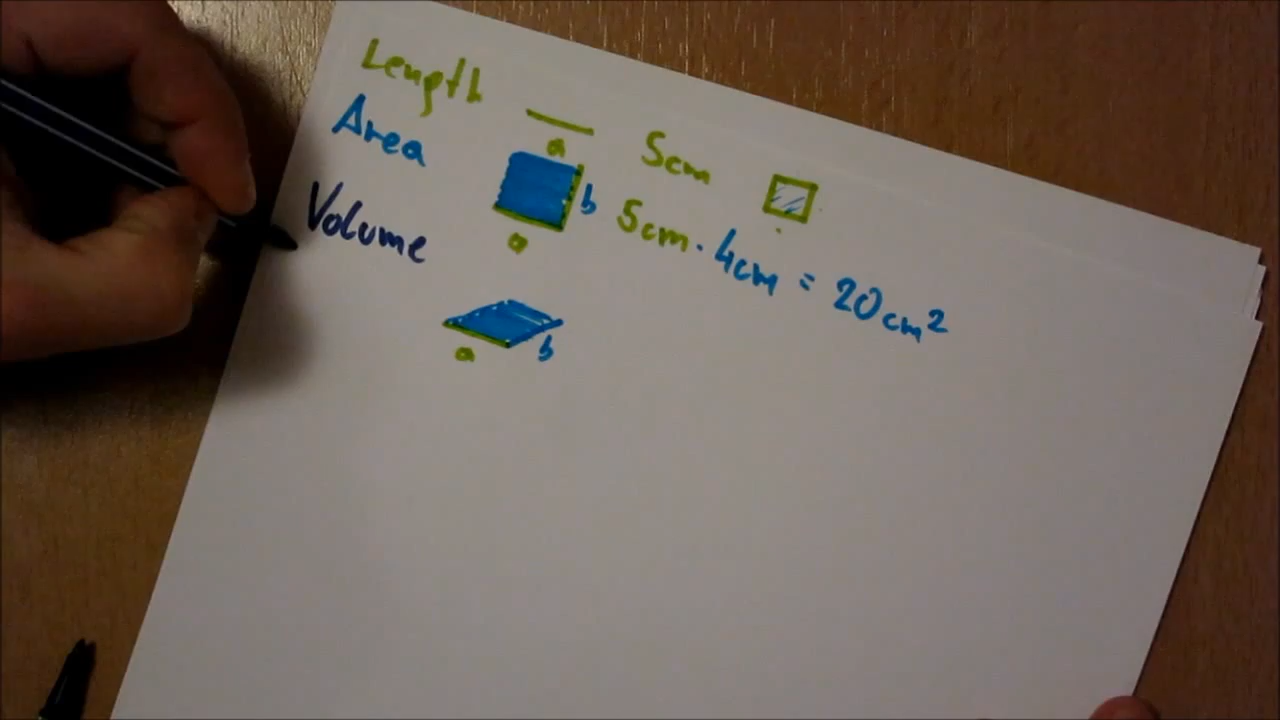 Length
a 5cm
Area
b 5cm · 4cm = 20cm²
a
Volume
a b